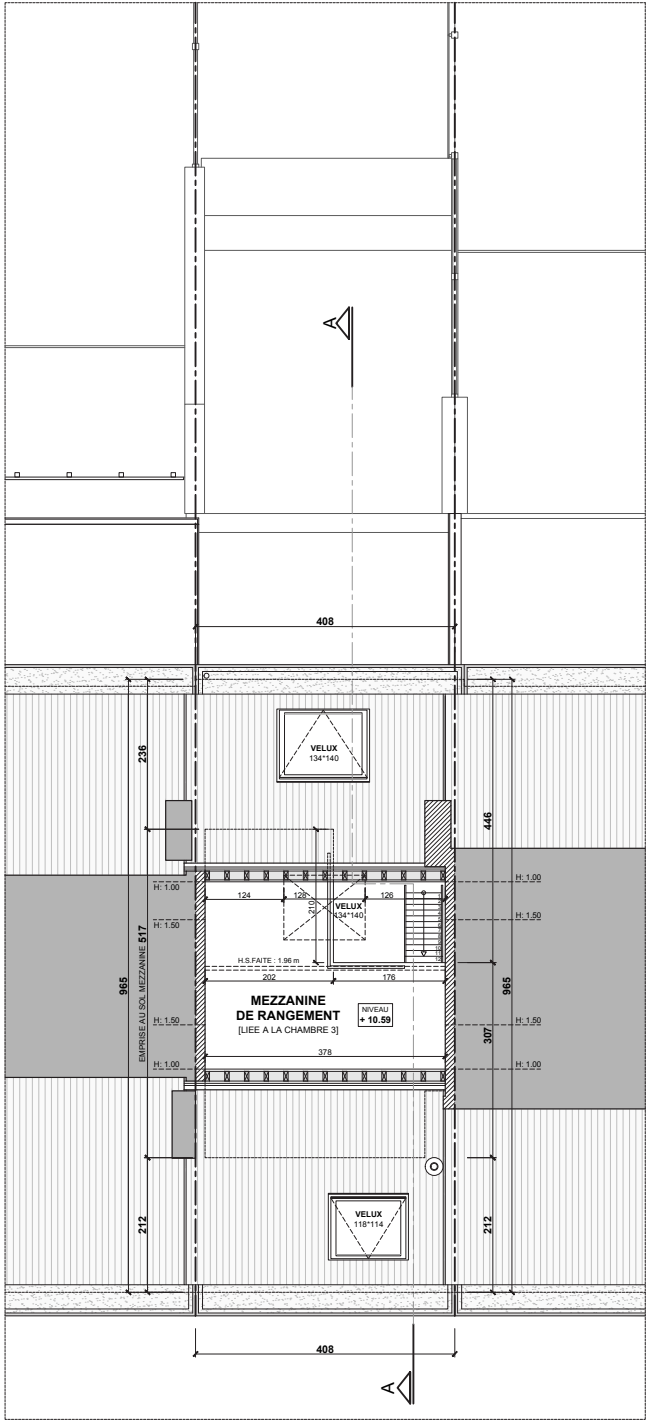 A
408
236
VELUX
134*140
446
H: 1.00
H: 1.00
124
128
126
210
VELUX
134*140
H: 1.50
H: 1.50
H.S.FAITE : 1.96 m
202
176
965
EMPRISE AU SOL MEZZANINE 517
MEZZANINE
DE RANGEMENT
[LIEE A LA CHAMBRE 3]
NIVEAU
+ 10.59
965
307
H: 1.50
H: 1.50
378
H: 1.00
H: 1.00
212
VELUX
118*114
212
408
A